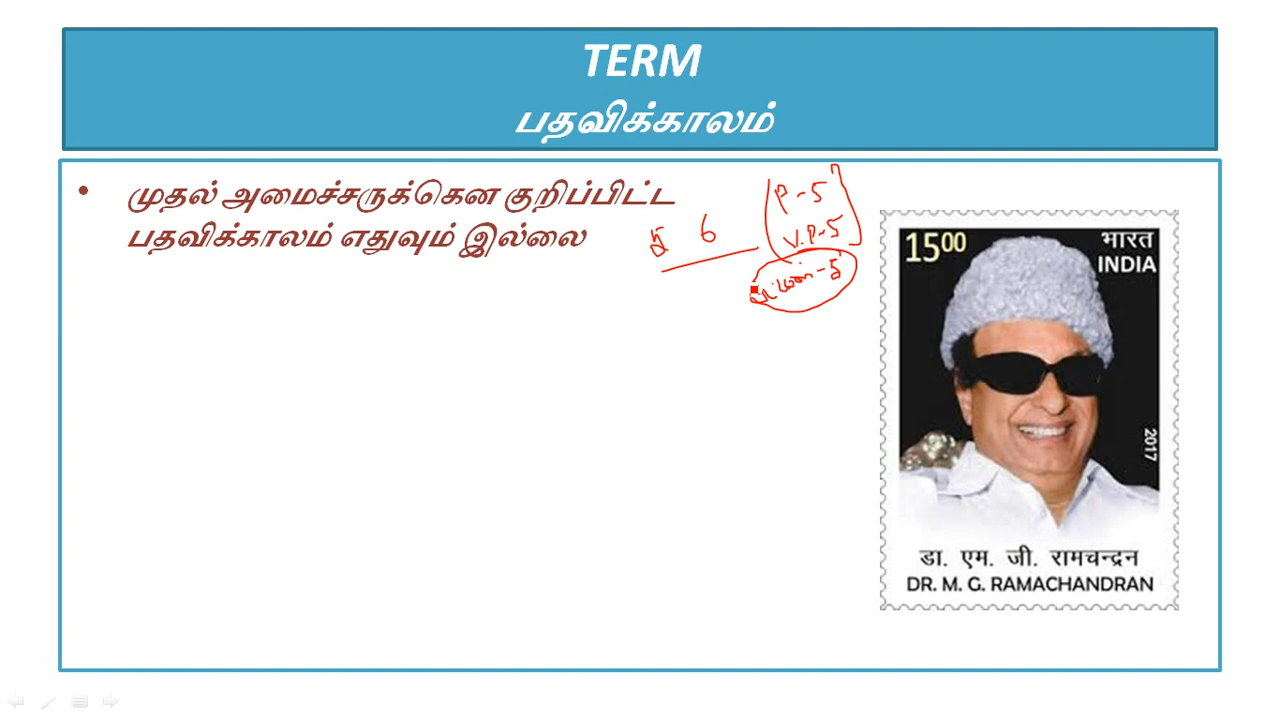 TERM
பதவிக்காலம்
• முதல் அமைச்சருக்கென குறிப்பிட்ட
பதவிக்காலம் எதுவும் இல்லை
6
P-5
V.P-5
15.00
भारत
INDIA
2017
डा. एम. जी. रामचन्द्रन
DR. M. G. RAMACHANDRAN